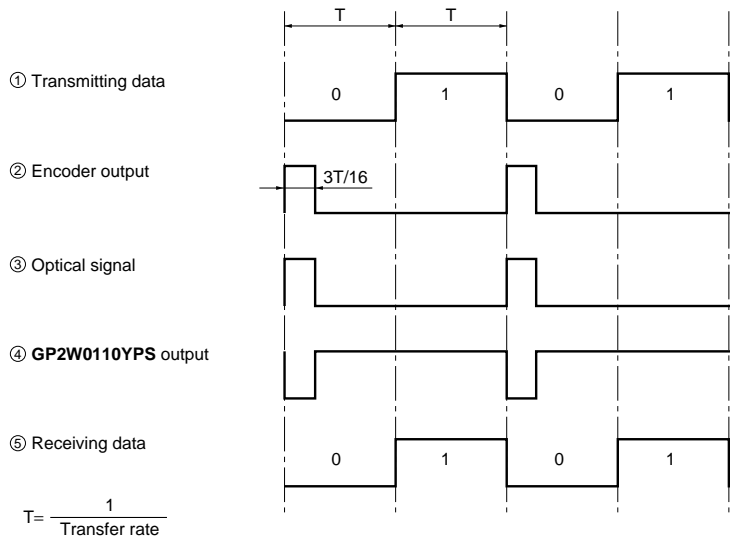 T T
① Transmitting data
0 1 0 1
② Encoder output
3T/16
③ Optical signal
④ GP2W0110YPS output
⑤ Receiving data
0 1 0 1
T= 1
Transfer rate